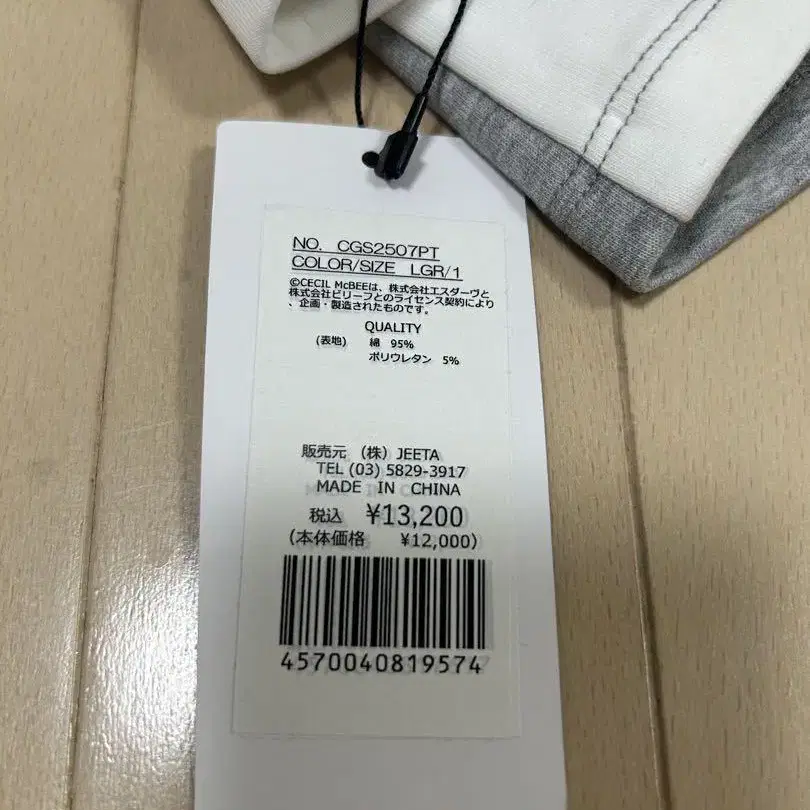 NO. CGS2507PT
COLOR/SIZE LGR/1
©CECIL McBEEは、株式会社エスダーヴと
株式会社ビリーフとのライセンス契約により
、企画・製造されたものです。
QUALITY
(表地) 綿 95%
ポリウレタン 5%
販売元 (株) JEETA
TEL (03) 5829-3917
MADE IN CHINA
税込 ¥13,200
(本体価格 ¥12,000)
4570040819574